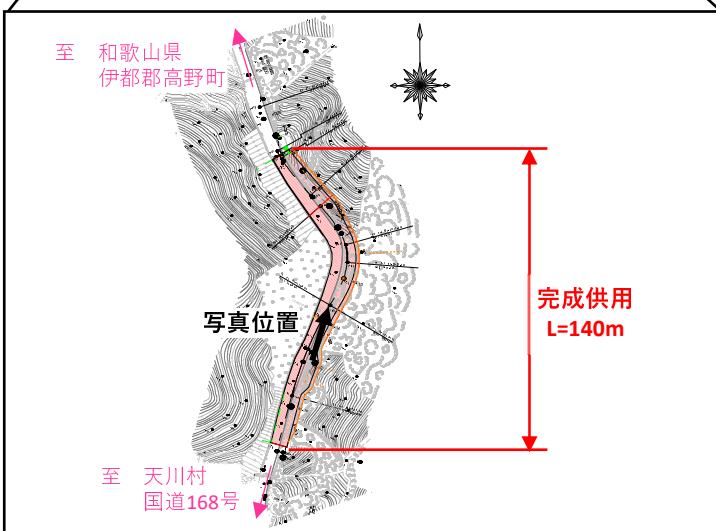 至 和歌山県
伊都郡高野町
写真位置
完成供用
L=140m
至 天川村
国道168号